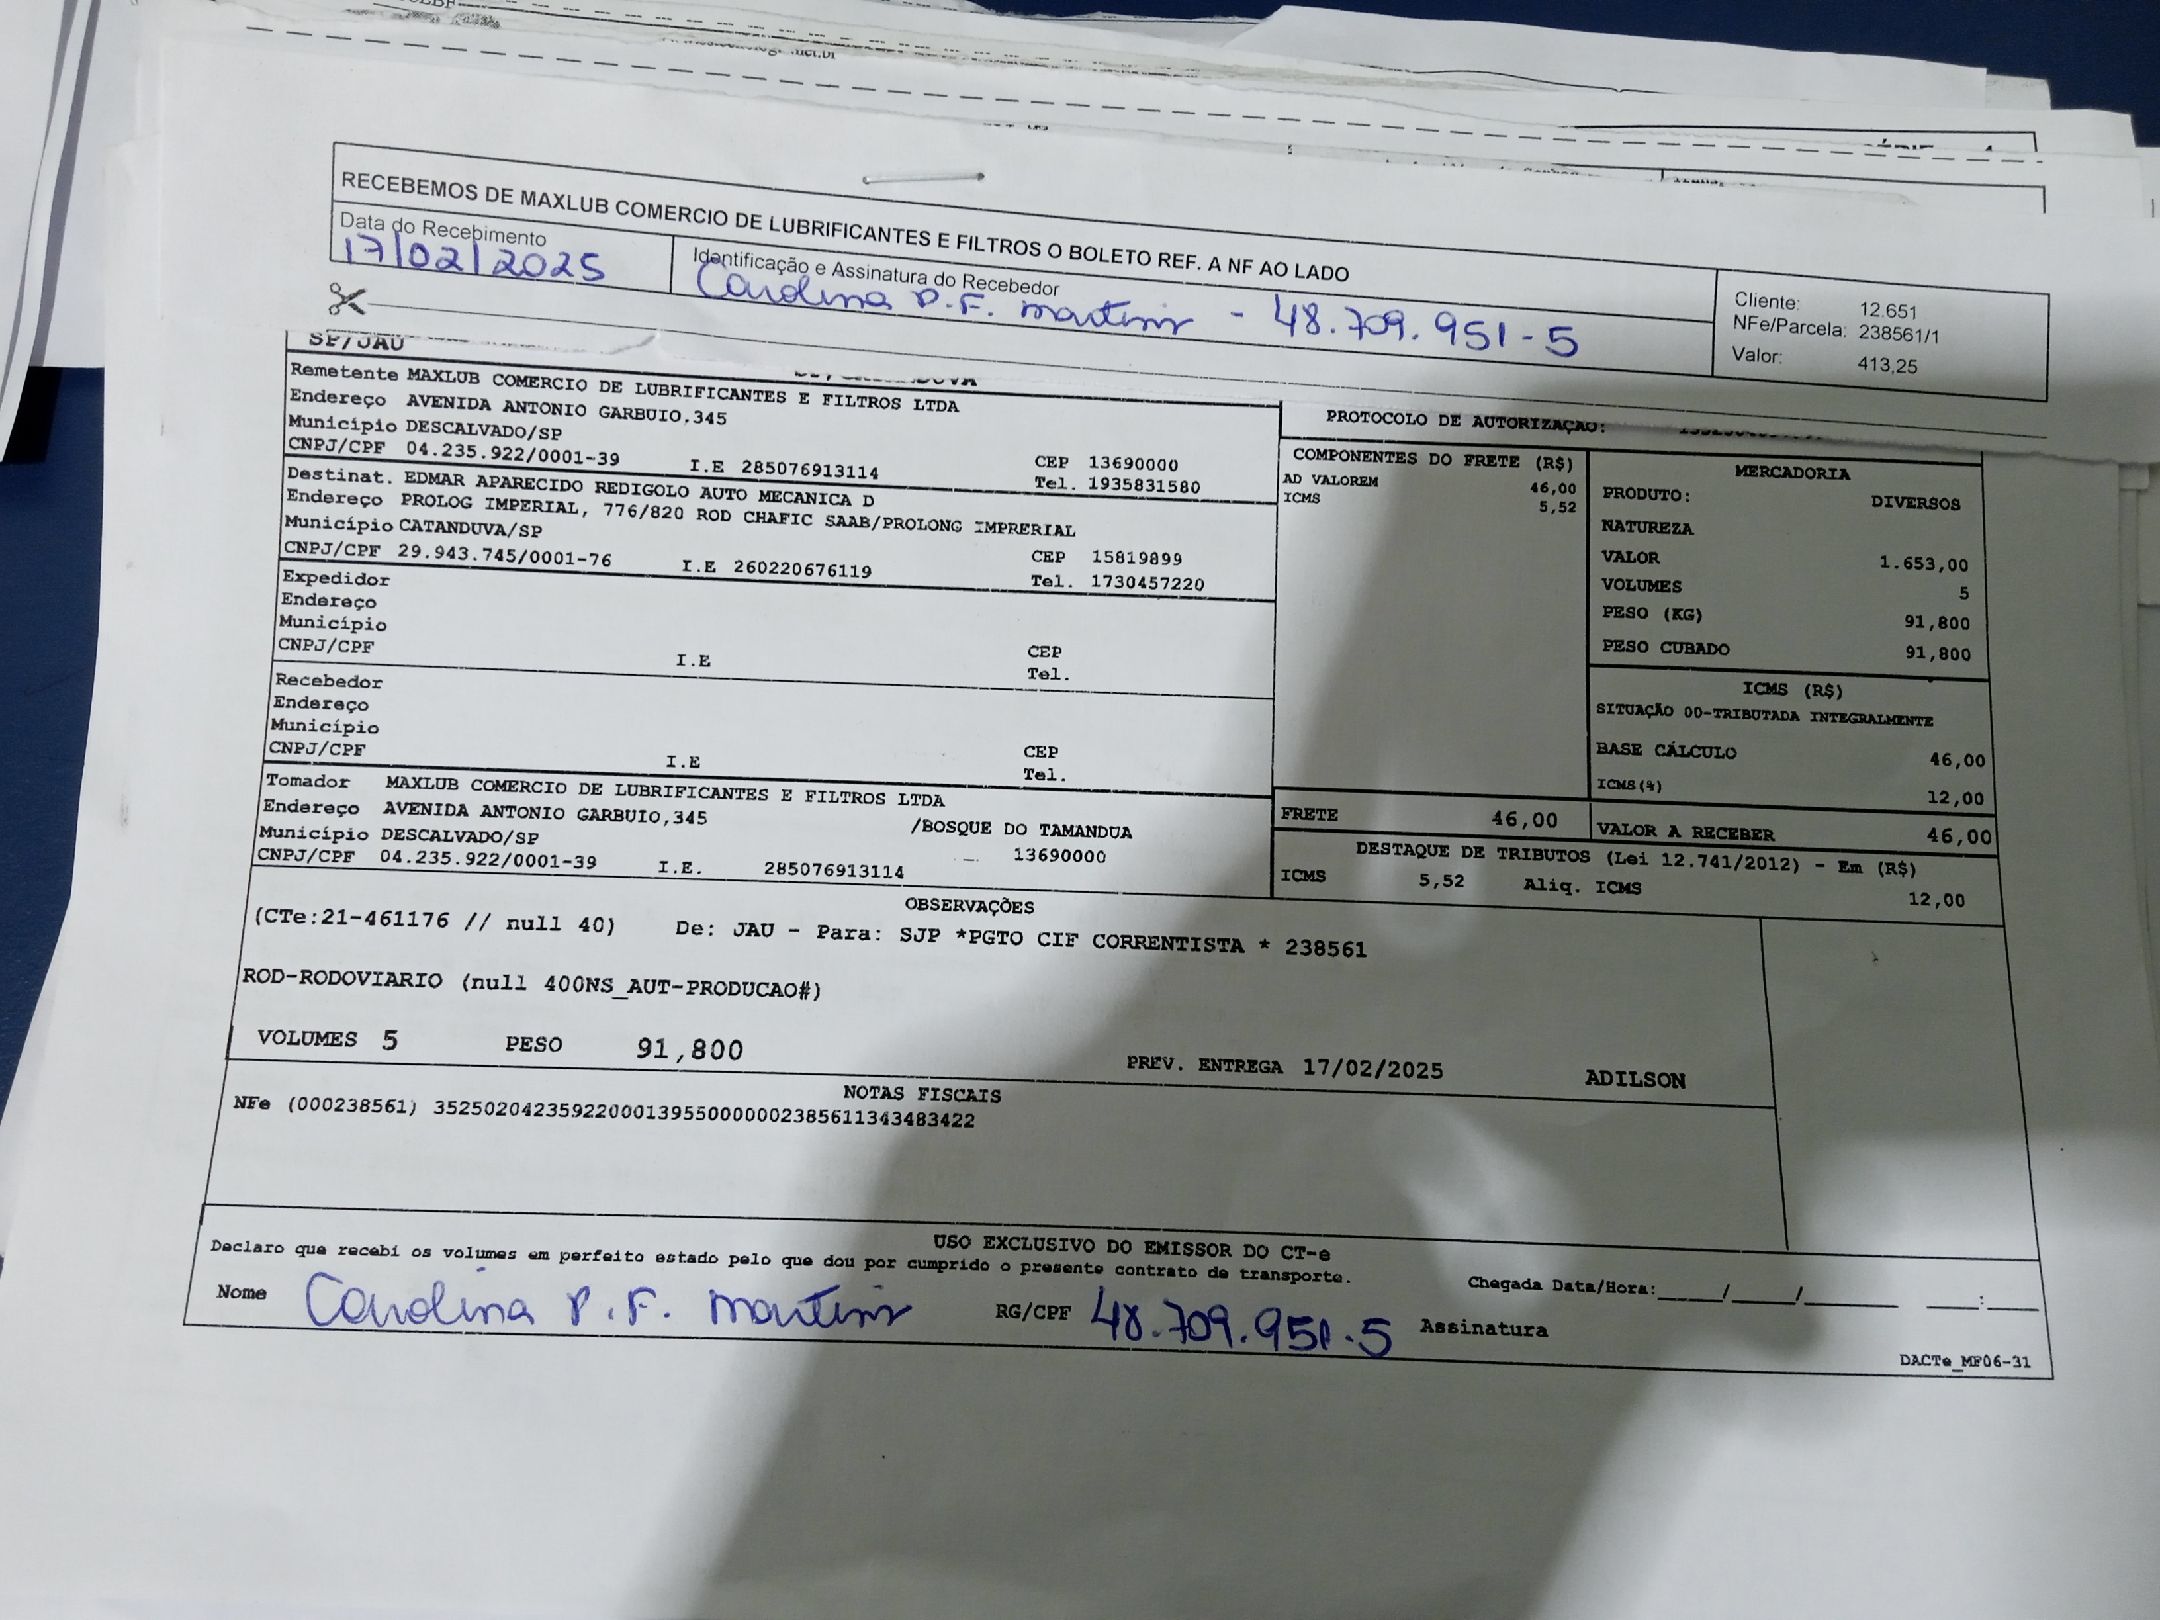 RECEBEMOS DE MAXLUB COMERCIO DE LUBRIFICANTES E FILTROS O BOLETO REF. A NF AO LADO
Data do Recebimento
17/02/2025
Identificação e Assinatura do Recebedor
Carolina P.F. Martins - 48.709.951-5
Cliente: 12.651
NFe/Parcela: 238561/1
Valor: 413,25
SP/JAU
Remetente MAXLUB COMERCIO DE LUBRIFICANTES E FILTROS LTDA
Endereço AVENIDA ANTONIO GARBUIO,345
Município DESCALVADO/SP
CEP 13690000
CNPJ/CPF 04.235.922/0001-39 I.E 285076913114 Tel. 1935831580
Destinat. EDMAR APARECIDO REDIGOLO AUTO MECANICA D
Endereço PROLOG IMPERIAL, 776/820 ROD CHAFIC SAAB/PROLONG IMPRERIAL
Município CATANDUVA/SP CEP 15819899
CNPJ/CPF 29.943.745/0001-76 I.E 260220676119 Tel. 1730457220
Expedidor
Endereço
Município CEP
CNPJ/CPF I.E Tel.
Recebedor
Endereço
Município CEP
CNPJ/CPF I.E Tel.
Tomador MAXLUB COMERCIO DE LUBRIFICANTES E FILTROS LTDA
Endereço AVENIDA ANTONIO GARBUIO,345 /BOSQUE DO TAMANDUA
Município DESCALVADO/SP 13690000
CNPJ/CPF 04.235.922/0001-39 I.E. 285076913114
PROTOCOLO DE AUTORIZAÇÃO:
COMPONENTES DO FRETE (R$)
AD VALOREM 46,00
ICMS 5,52
MERCADORIA
PRODUTO: DIVERSOS
NATUREZA
VALOR 1.653,00
VOLUMES 5
PESO (KG) 91,800
PESO CUBADO 91,800
ICMS (R$)
SITUAÇÃO 00-TRIBUTADA INTEGRALMENTE
BASE CÁLCULO 46,00
ICMS(%) 12,00
FRETE 46,00 VALOR A RECEBER 46,00
DESTAQUE DE TRIBUTOS (Lei 12.741/2012) - Em (R$)
ICMS 5,52 Aliq. ICMS 12,00
OBSERVAÇÕES
(CTe:21-461176 // null 40) De: JAU - Para: SJP *PGTO CIF CORRENTISTA * 238561
ROD-RODOVIARIO (null 400NS_AUT-PRODUCAO#)
VOLUMES 5 PESO 91,800 PREV. ENTREGA 17/02/2025 ADILSON
NOTAS FISCAIS
NFe (000238561) 35250204235922000139550000002385611343483422
USO EXCLUSIVO DO EMISSOR DO CT-e
Declaro que recebi os volumes em perfeito estado pelo que dou por cumprido o presente contrato de transporte.
Chegada Data/Hora:____/____/______ ___:___
Nome Carolina P.F. Martins RG/CPF 48.709.951-5 Assinatura
DACTe_MF06-31